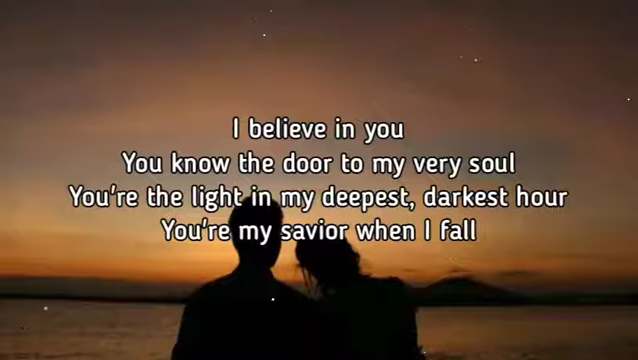 I believe in you
You know the door to my very soul
You're the light in my deepest, darkest hour
You're my savior when I fall